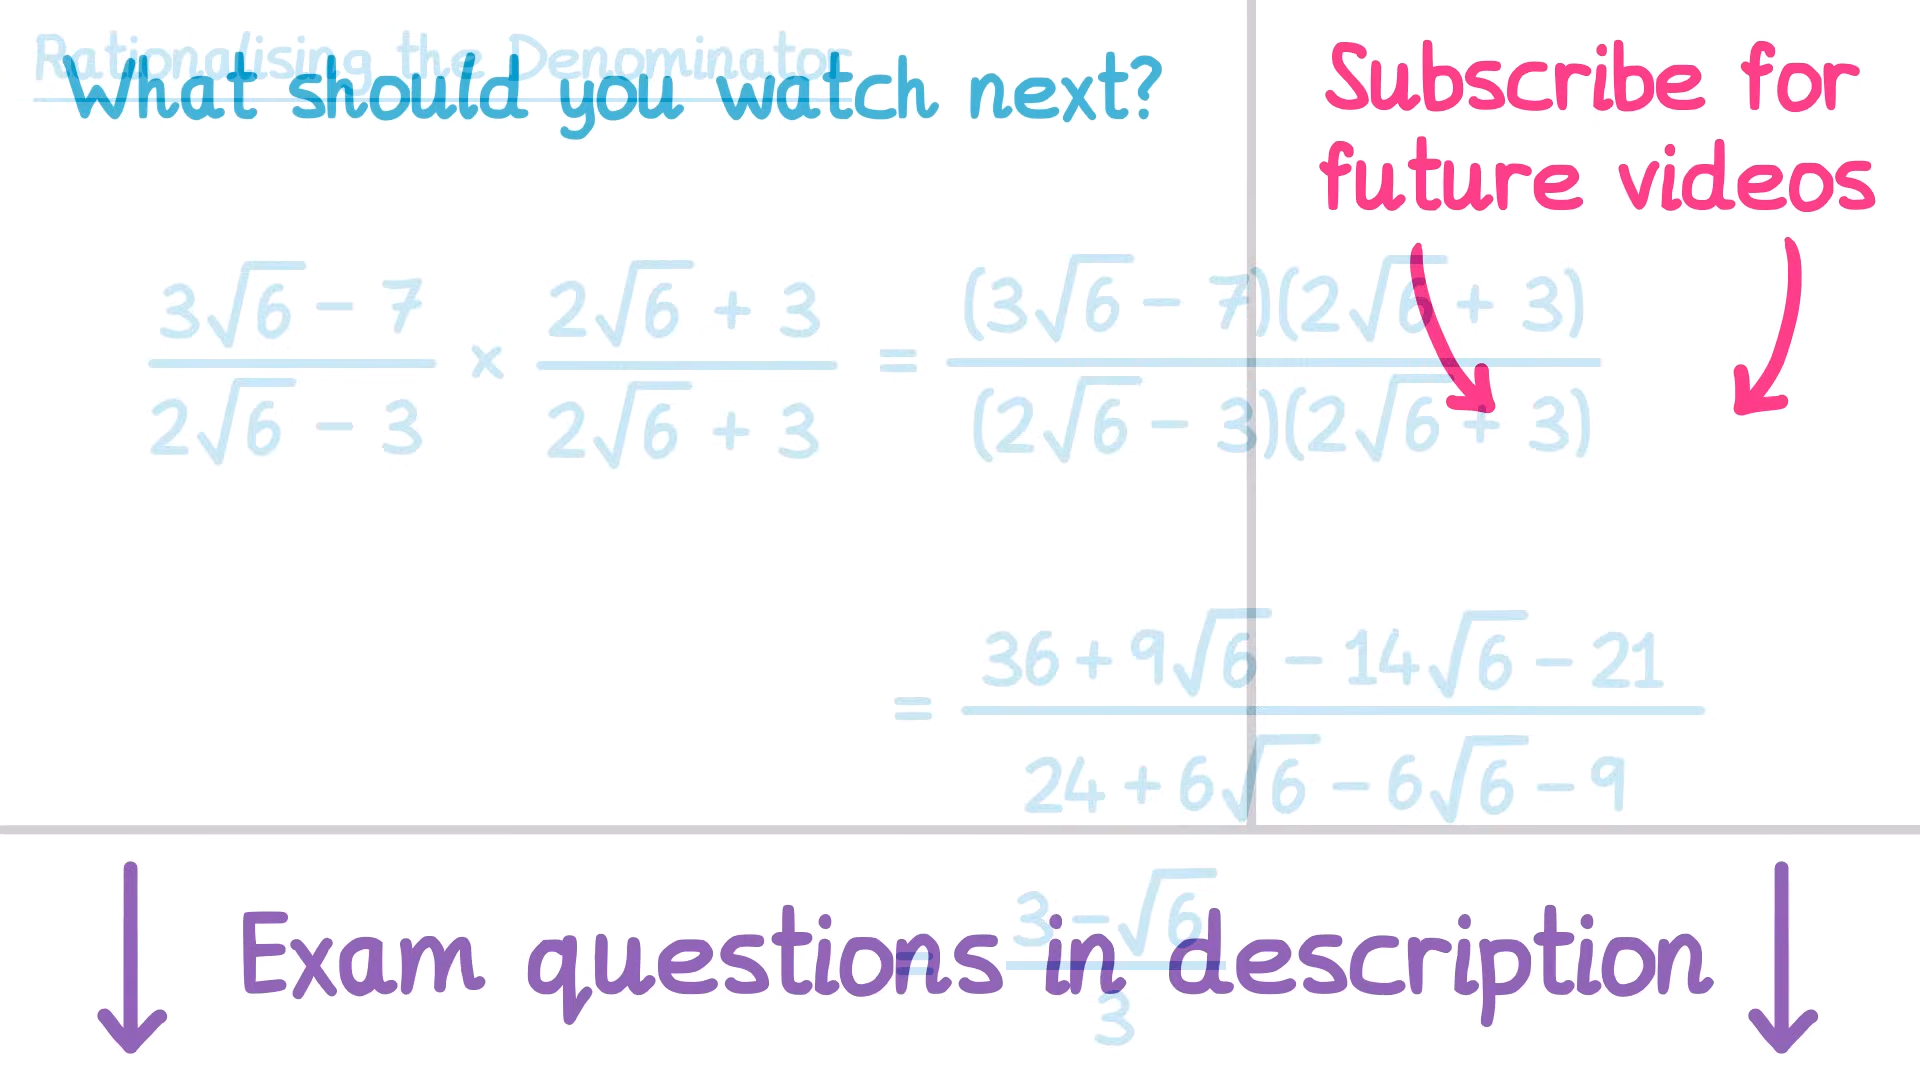 Rationalising the Denominator
What should you watch next?
Subscribe for
future videos
3√6 − 7 / 2√6 − 3 × 2√6 + 3 / 2√6 + 3 = (3√6 − 7)(2√6 + 3) / (2√6 − 3)(2√6 + 3)
= 36 + 9√6 − 14√6 − 21 / 24 + 6√6 − 6√6 − 9
= 3 − √6 / 3
Exam questions in description